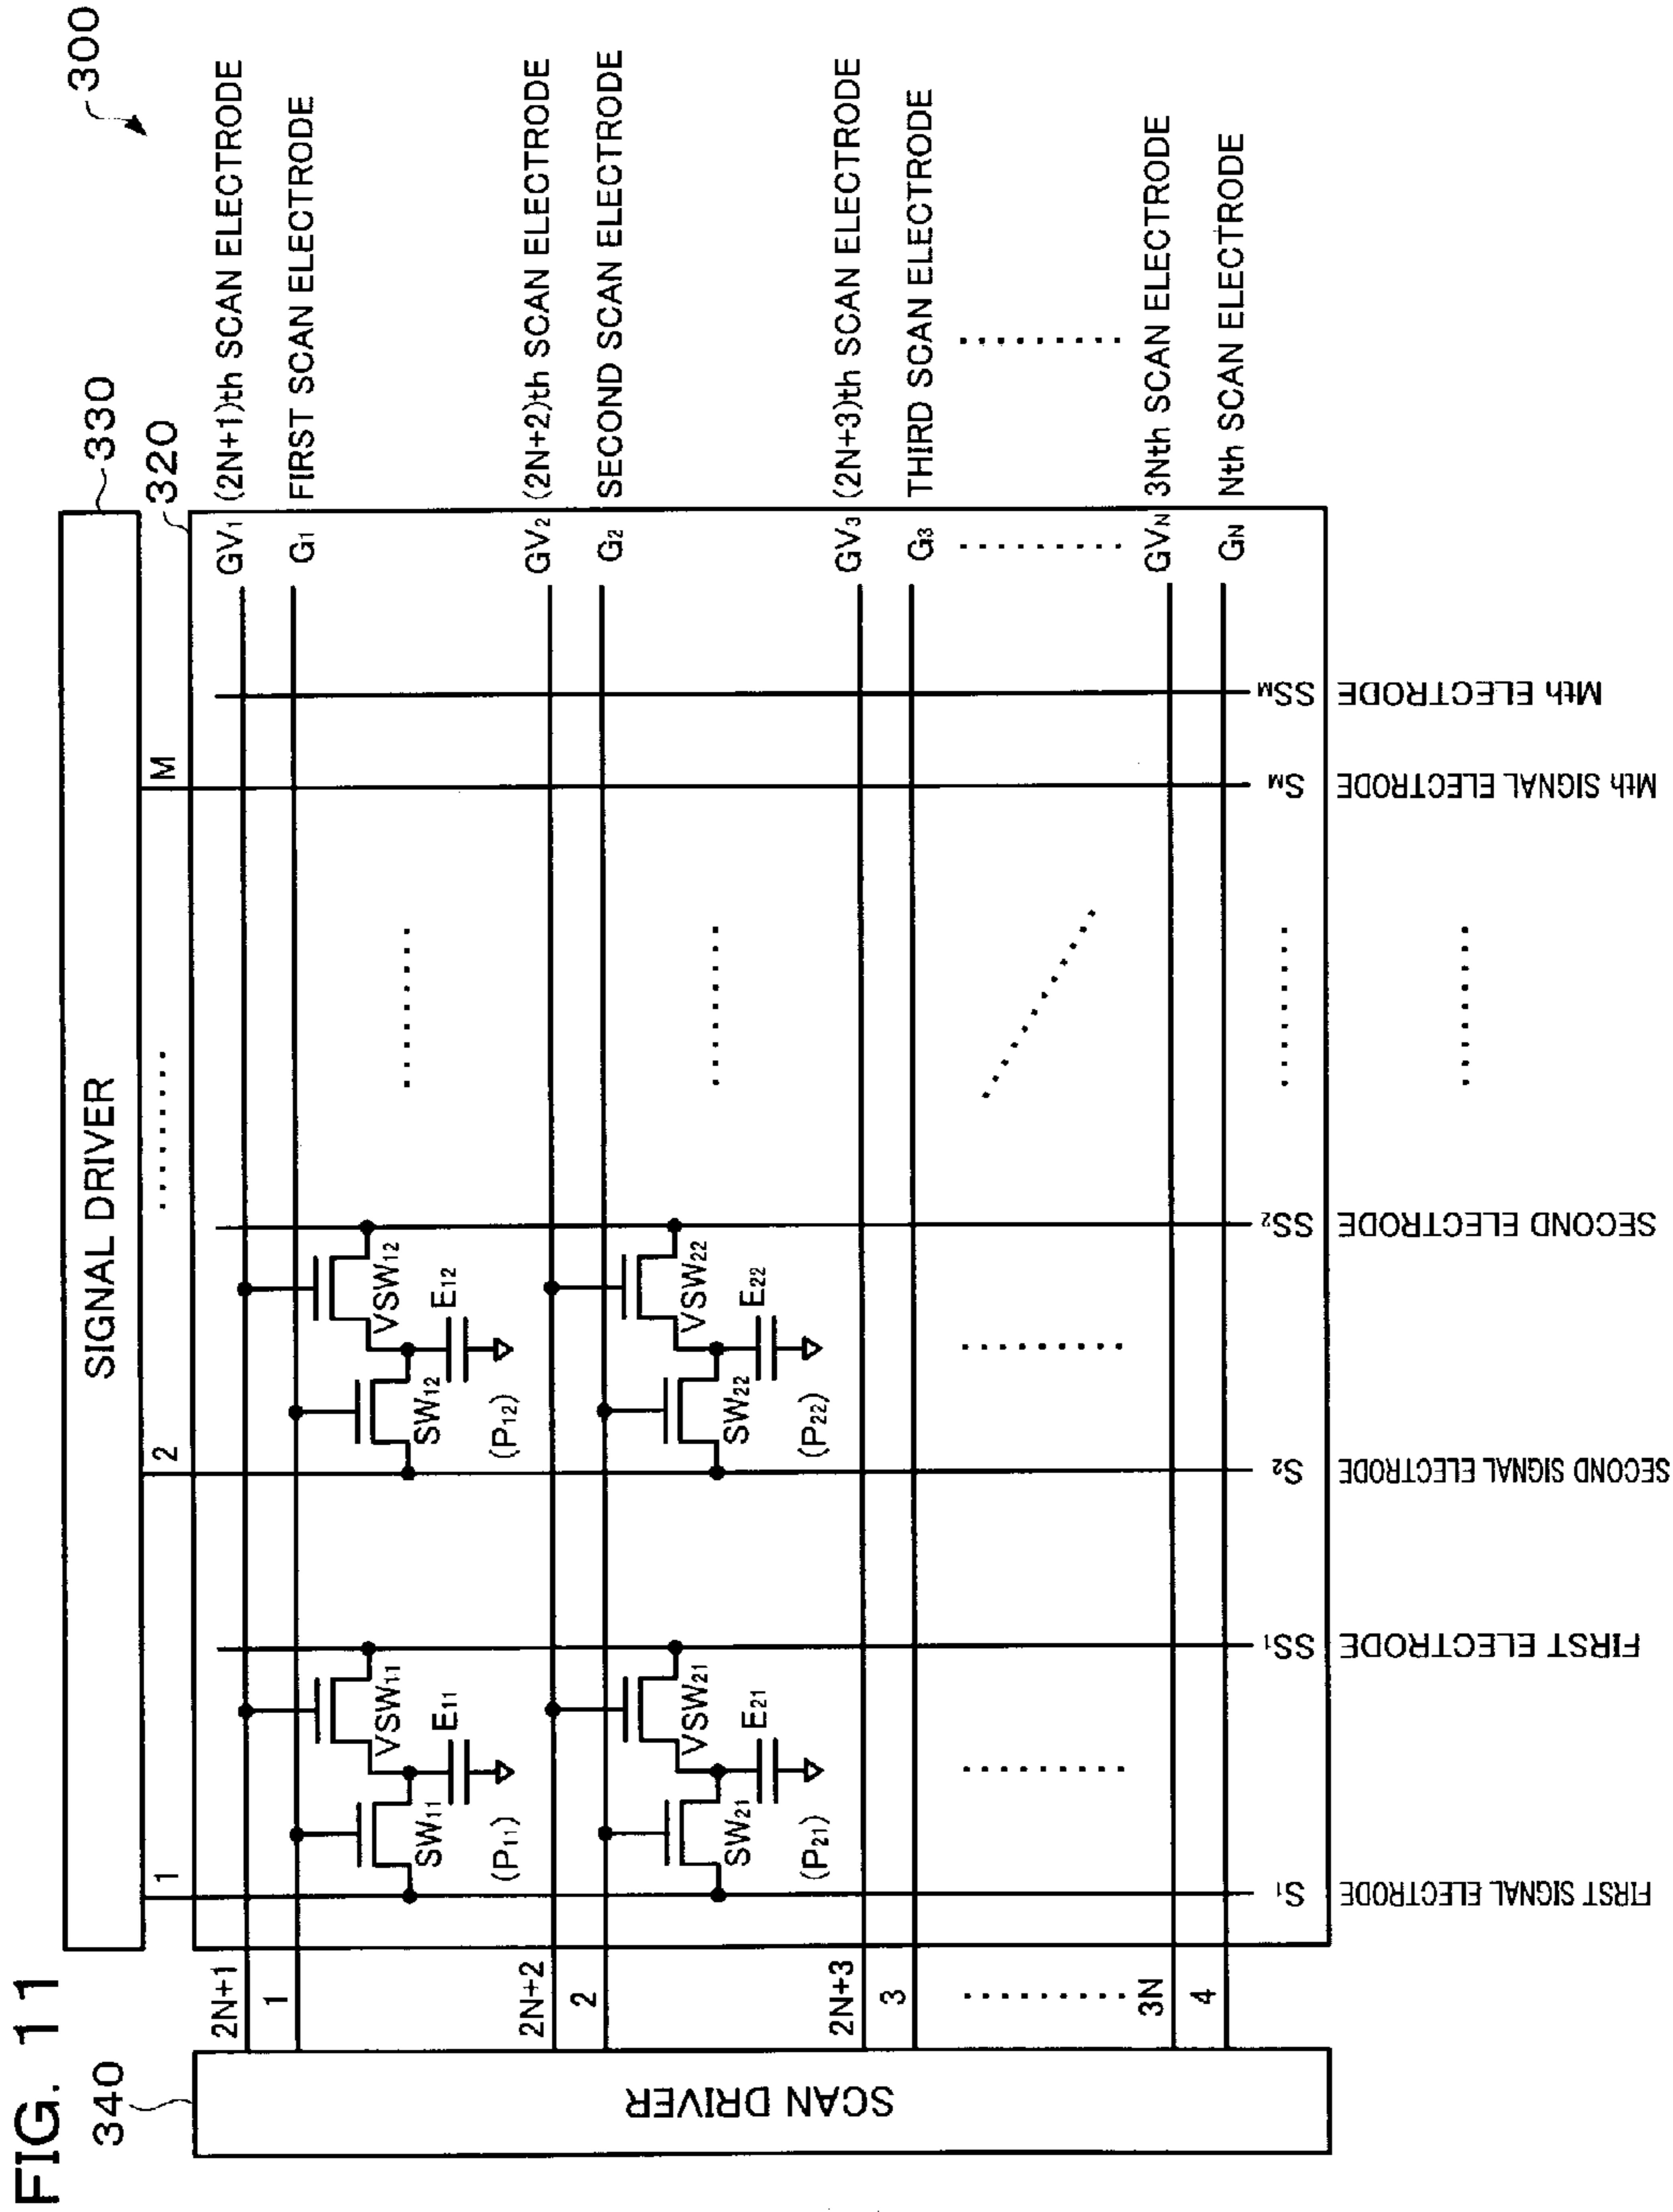 FIG. 11
300
SIGNAL DRIVER
330
320
340
SCAN DRIVER
1
2
.........
M
2N+1
1
2N+2
2
2N+3
3
.........
3N
4
GV1 (2N+1)th SCAN ELECTRODE
G1 FIRST SCAN ELECTRODE
GV2 (2N+2)th SCAN ELECTRODE
G2 SECOND SCAN ELECTRODE
GV3 (2N+3)th SCAN ELECTRODE
G3 THIRD SCAN ELECTRODE
.........
GVN 3Nth SCAN ELECTRODE
GN Nth SCAN ELECTRODE
VSW11
SW11
E11
(P11)
VSW12
SW12
E12
(P12)
VSW21
SW21
E21
(P21)
VSW22
SW22
E22
(P22)
S1 FIRST SIGNAL ELECTRODE
SS1 FIRST ELECTRODE
S2 SECOND SIGNAL ELECTRODE
SS2 SECOND ELECTRODE
.........
SM Mth SIGNAL ELECTRODE
SSM Mth ELECTRODE